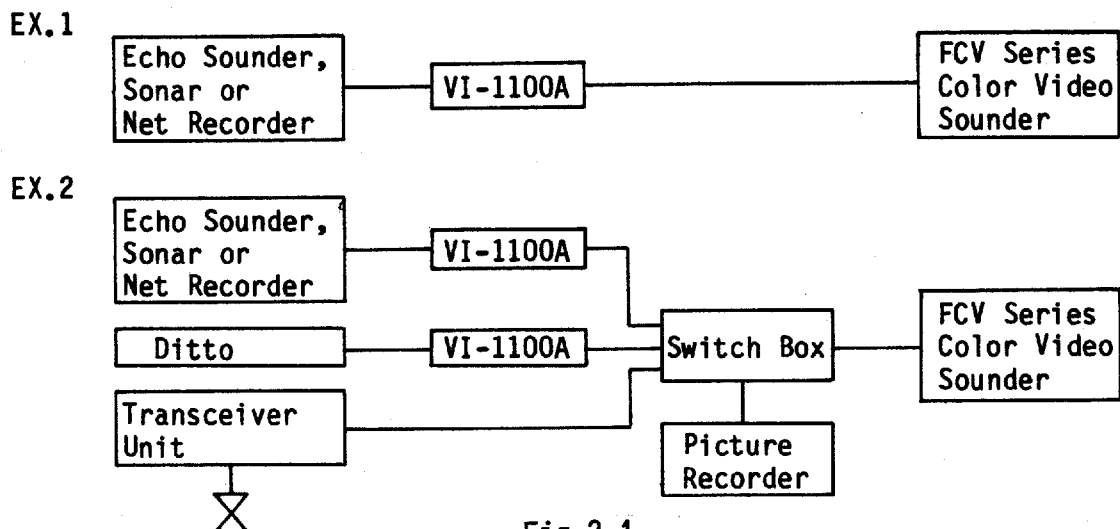 EX.1
Echo Sounder,
Sonar or
Net Recorder
VI-1100A
FCV Series
Color Video
Sounder
EX.2
Echo Sounder,
Sonar or
Net Recorder
VI-1100A
Ditto
VI-1100A
Transceiver
Unit
Switch Box
Picture
Recorder
FCV Series
Color Video
Sounder
Fig.2-1